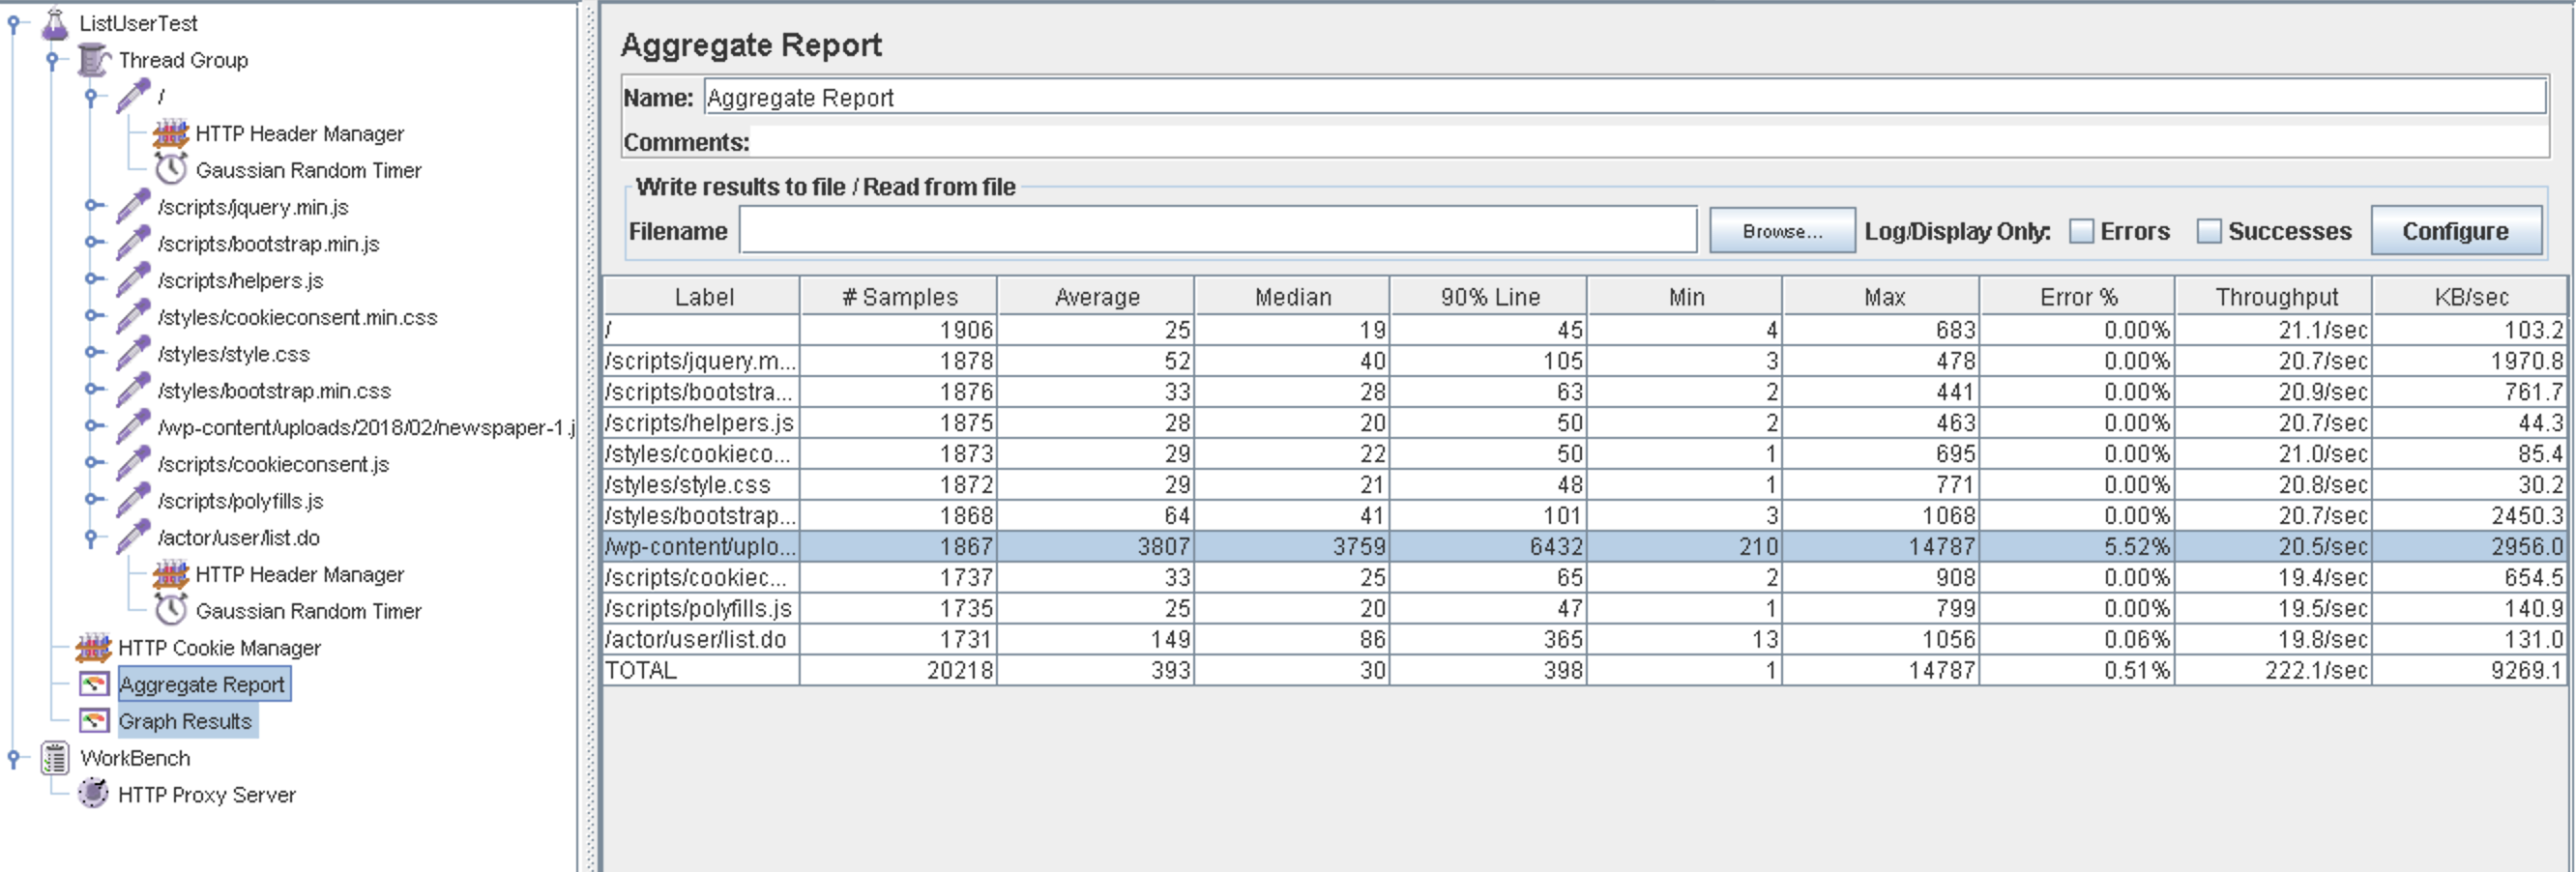 ListUserTest
Thread Group
/
HTTP Header Manager
Gaussian Random Timer
/scripts/jquery.min.js
/scripts/bootstrap.min.js
/scripts/helpers.js
/styles/cookieconsent.min.css
/styles/style.css
/styles/bootstrap.min.css
/wp-content/uploads/2018/02/newspaper-1.j
/scripts/cookieconsent.js
/scripts/polyfills.js
/actor/user/list.do
HTTP Header Manager
Gaussian Random Timer
HTTP Cookie Manager
Aggregate Report
Graph Results
WorkBench
HTTP Proxy Server
Aggregate Report
Name: Aggregate Report
Comments:
Write results to file / Read from file
Filename Browse... Log/Display Only: Errors Successes Configure
Label # Samples Average Median 90% Line Min Max Error % Throughput KB/sec
/ 1906 25 19 45 4 683 0.00% 21.1/sec 103.2
/scripts/jquery.m... 1878 52 40 105 3 478 0.00% 20.7/sec 1970.8
/scripts/bootstra... 1876 33 28 63 2 441 0.00% 20.9/sec 761.7
/scripts/helpers.js 1875 28 20 50 2 463 0.00% 20.7/sec 44.3
/styles/cookieco... 1873 29 22 50 1 695 0.00% 21.0/sec 85.4
/styles/style.css 1872 29 21 48 1 771 0.00% 20.8/sec 30.2
/styles/bootstrap... 1868 64 41 101 3 1068 0.00% 20.7/sec 2450.3
/wp-content/uplo... 1867 3807 3759 6432 210 14787 5.52% 20.5/sec 2956.0
/scripts/cookiec... 1737 33 25 65 2 908 0.00% 19.4/sec 654.5
/scripts/polyfills.js 1735 25 20 47 1 799 0.00% 19.5/sec 140.9
/actor/user/list.do 1731 149 86 365 13 1056 0.06% 19.8/sec 131.0
TOTAL 20218 393 30 398 1 14787 0.51% 222.1/sec 9269.1